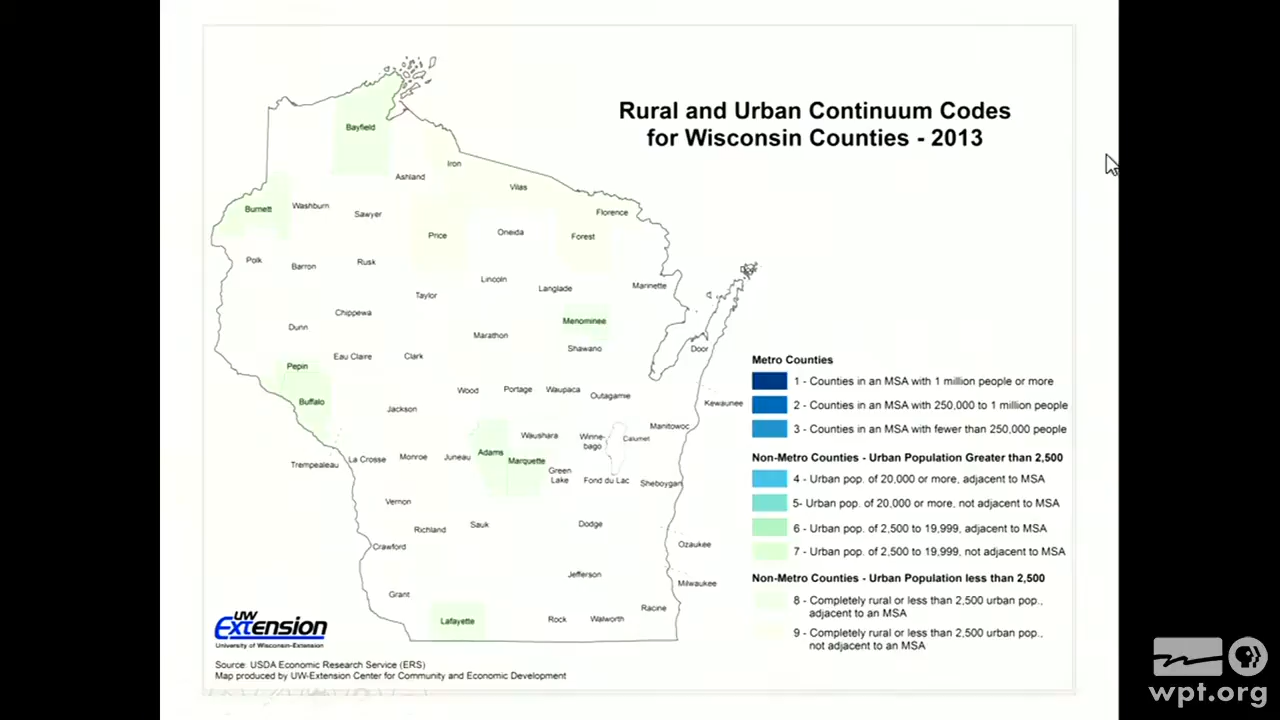 Rural and Urban Continuum Codes
for Wisconsin Counties - 2013
Bayfield
Iron
Ashland
Vilas
Burnett
Washburn
Sawyer
Florence
Price
Oneida
Forest
Polk
Barron
Rusk
Door
Lincoln
Langlade
Marinette
Taylor
Chippewa
Menominee
Dunn
Marathon
Shawano
Door
Eau Claire
Clark
Pepin
Wood
Portage
Waupaca
Outagamie
Buffalo
Jackson
Kewaunee
Waushara
Winne-
bago
Calumet
Manitowoc
Trempealeau
La Crosse
Monroe
Juneau
Adams
Marquette
Green
Lake
Fond du Lac
Sheboygan
Vernon
Richland
Sauk
Dodge
Crawford
Ozaukee
Jefferson
Milwaukee
Grant
Lafayette
Rock
Walworth
Racine
Metro Counties
1 - Counties in an MSA with 1 million people or more
2 - Counties in an MSA with 250,000 to 1 million people
3 - Counties in an MSA with fewer than 250,000 people
Non-Metro Counties - Urban Population Greater than 2,500
4 - Urban pop. of 20,000 or more, adjacent to MSA
5- Urban pop. of 20,000 or more, not adjacent to MSA
6 - Urban pop. of 2,500 to 19,999, adjacent to MSA
7 - Urban pop. of 2,500 to 19,999, not adjacent to MSA
Non-Metro Counties - Urban Population less than 2,500
8 - Completely rural or less than 2,500 urban pop.,
adjacent to an MSA
9 - Completely rural or less than 2,500 urban pop.,
not adjacent to an MSA
UW
Extension
University of Wisconsin-Extension
Source: USDA Economic Research Service (ERS)
Map produced by UW-Extension Center for Community and Economic Development
wpt.org